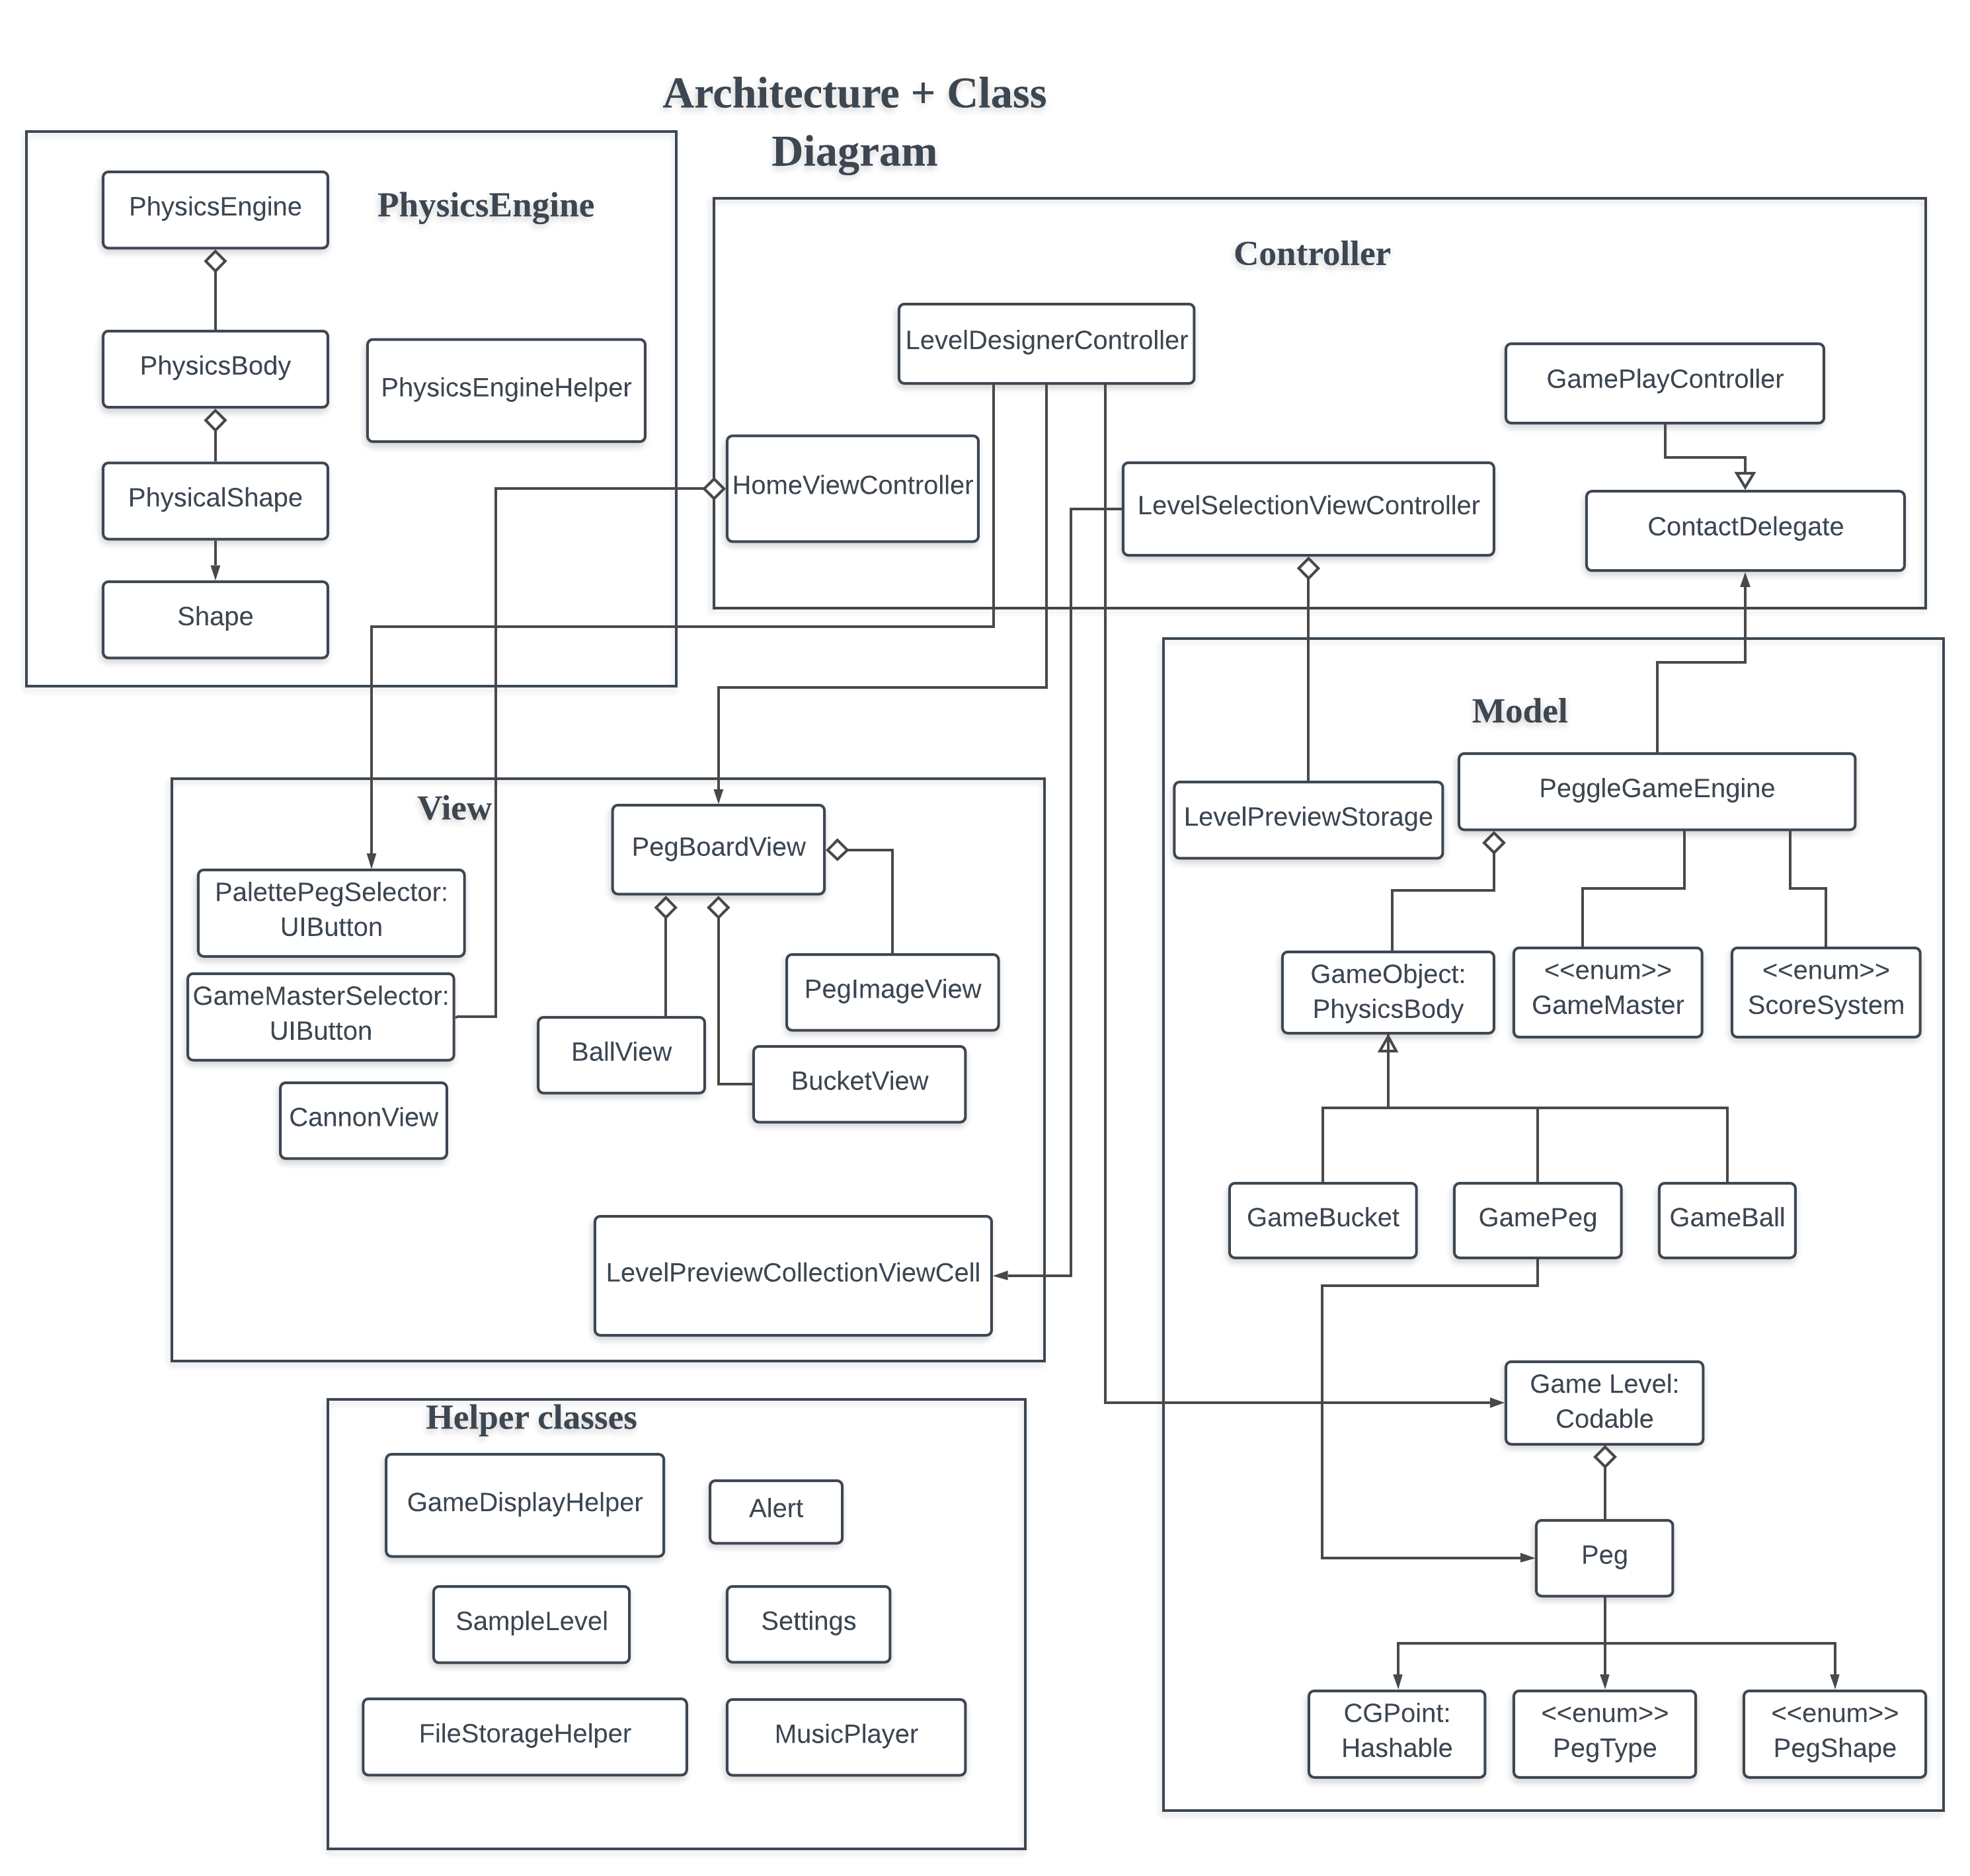 Architecture + Class
Diagram
PhysicsEngine
PhysicsEngine
PhysicsBody
PhysicsEngineHelper
PhysicalShape
Shape
Controller
LevelDesignerController
GamePlayController
HomeViewController
LevelSelectionViewController
ContactDelegate
View
PegBoardView
PalettePegSelector:
UIButton
GameMasterSelector:
UIButton
PegImageView
BallView
BucketView
CannonView
LevelPreviewCollectionViewCell
Model
LevelPreviewStorage
PeggleGameEngine
GameObject:
PhysicsBody
<<enum>>
GameMaster
<<enum>>
ScoreSystem
GameBucket
GamePeg
GameBall
Game Level:
Codable
Peg
CGPoint:
Hashable
<<enum>>
PegType
<<enum>>
PegShape
Helper classes
GameDisplayHelper
Alert
SampleLevel
Settings
FileStorageHelper
MusicPlayer